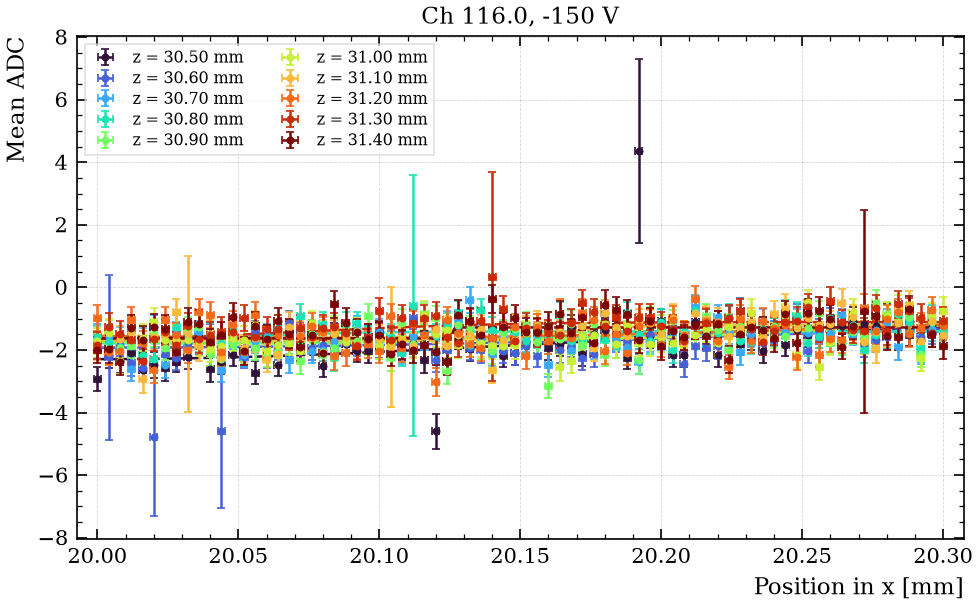 Ch 116.0, -150 V
Mean ADC
8
6
4
2
0
−2
−4
−6
−8
z = 30.50 mm
z = 30.60 mm
z = 30.70 mm
z = 30.80 mm
z = 30.90 mm
z = 31.00 mm
z = 31.10 mm
z = 31.20 mm
z = 31.30 mm
z = 31.40 mm
20.00 20.05 20.10 20.15 20.20 20.25 20.30
Position in x [mm]